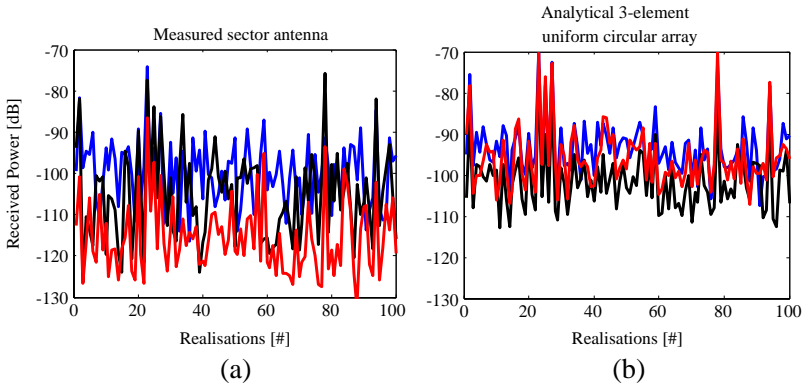 Measured sector antenna
-70
-80
-90
-100
-110
-120
-130
0 20 40 60 80 100
Received Power [dB]
Realisations [#]
(a)
Analytical 3-element
uniform circular array
-70
-80
-90
-100
-110
-120
-130
0 20 40 60 80 100
Realisations [#]
(b)